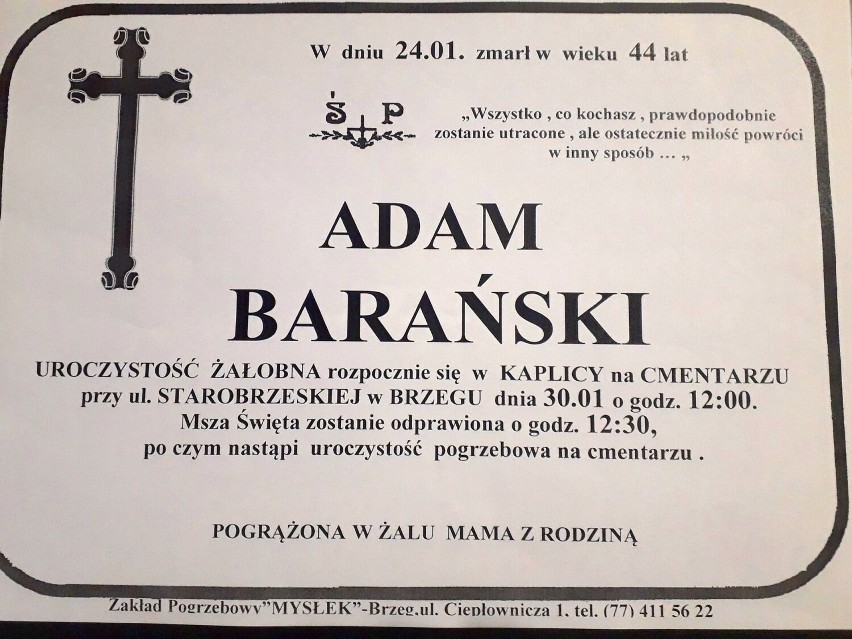 W dniu 24.01. zmarł w wieku 44 lat
Ś P
„Wszystko , co kochasz , prawdopodobnie
zostanie utracone , ale ostatecznie miłość powróci
w inny sposób ... „
ADAM
BARAŃSKI
UROCZYSTOŚĆ ŻAŁOBNA rozpocznie się w KAPLICY na CMENTARZU
przy ul. STAROBRZESKIEJ w BRZEGU dnia 30.01 o godz. 12:00.
Msza Święta zostanie odprawiona o godz. 12:30,
po czym nastąpi uroczystość pogrzebowa na cmentarzu .
POGRĄŻONA W ŻALU MAMA Z RODZINĄ
Zakład Pogrzebowy"MYSŁEK"-Brzeg,ul. Ciepłownicza 1, tel. (77) 411 56 22